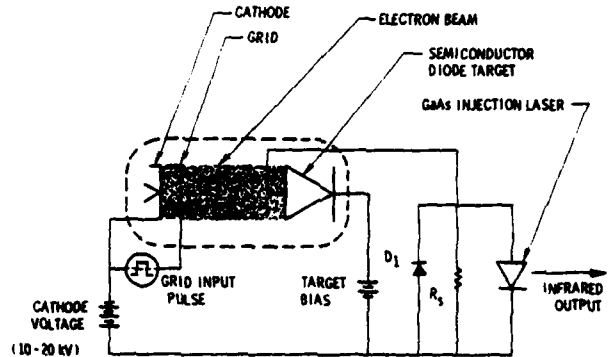 CATHODE
GRID
ELECTRON BEAM
SEMICONDUCTOR
DIODE TARGET
GaAs INJECTION LASER
GRID INPUT
PULSE
CATHODE
VOLTAGE
(10-20 kV)
TARGET
BIAS
D1
Rs
INFRARED
OUTPUT